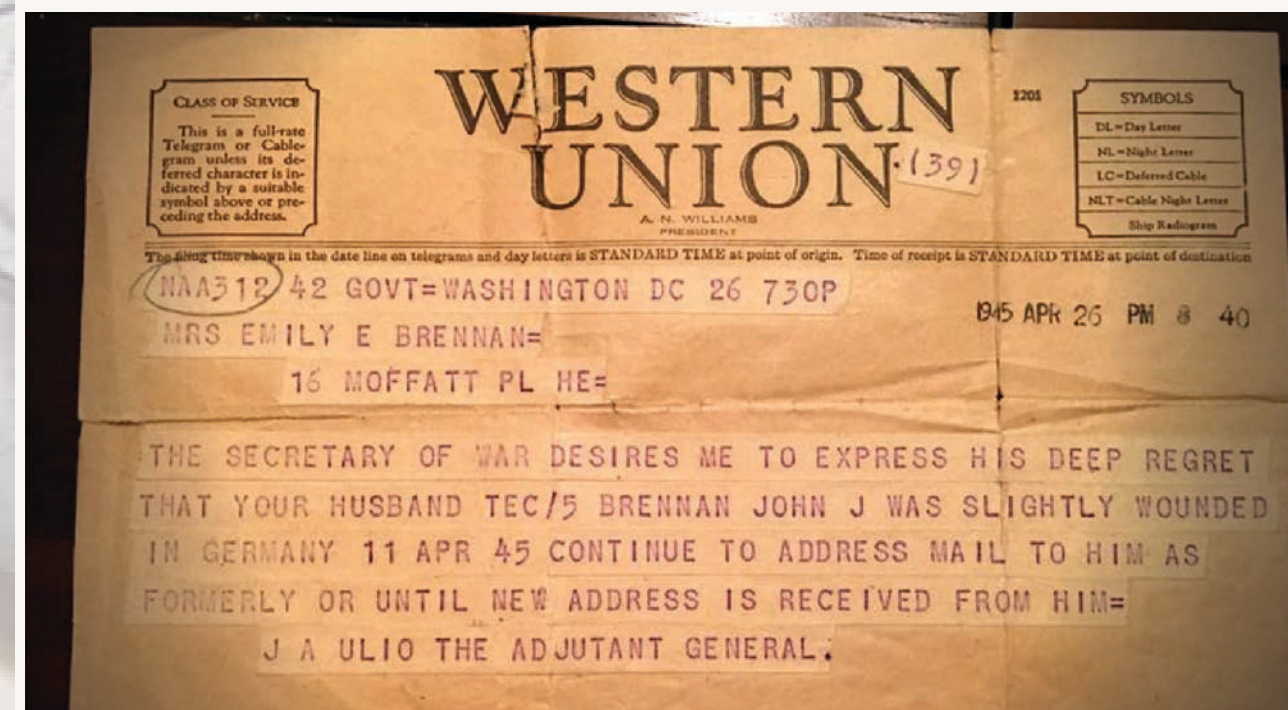 CLASS OF SERVICE
This is a full-rate
Telegram or Cable-
gram unless its de-
ferred character is in-
dicated by a suitable
symbol above or pre-
ceding the address.
WESTERN
UNION
1201
(39)
A. N. WILLIAMS
PRESIDENT
SYMBOLS
DL=Day Letter
NL=Night Letter
LC=Deferred Cable
NLT=Cable Night Letter
Ship Radiogram
The filing time shown in the date line on telegrams and day letters is STANDARD TIME at point of origin. Time of receipt is STANDARD TIME at point of destination
NAA312 42 GOVT=WASHINGTON DC 26 730P
1945 APR 26 PM 8 40
MRS EMILY E BRENNAN=
16 MOFFATT PL HE=
THE SECRETARY OF WAR DESIRES ME TO EXPRESS HIS DEEP REGRET
THAT YOUR HUSBAND TEC/5 BRENNAN JOHN J WAS SLIGHTLY WOUNDED
IN GERMANY 11 APR 45 CONTINUE TO ADDRESS MAIL TO HIM AS
FORMERLY OR UNTIL NEW ADDRESS IS RECEIVED FROM HIM=
J A ULIO THE ADJUTANT GENERAL.